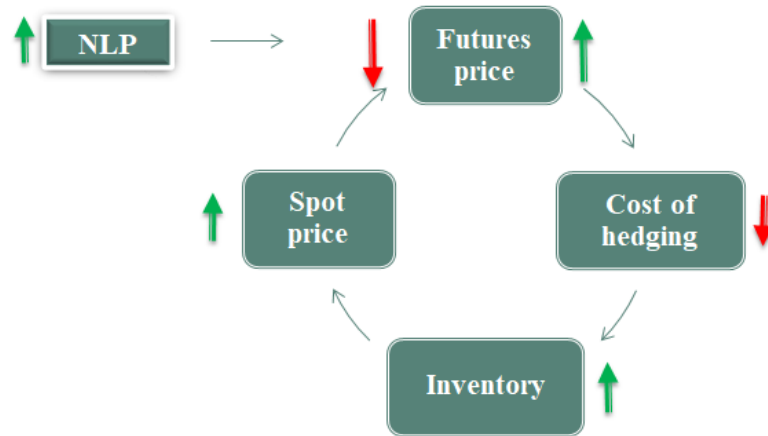 NLP
Futures
price
Spot
price
Cost of
hedging
Inventory